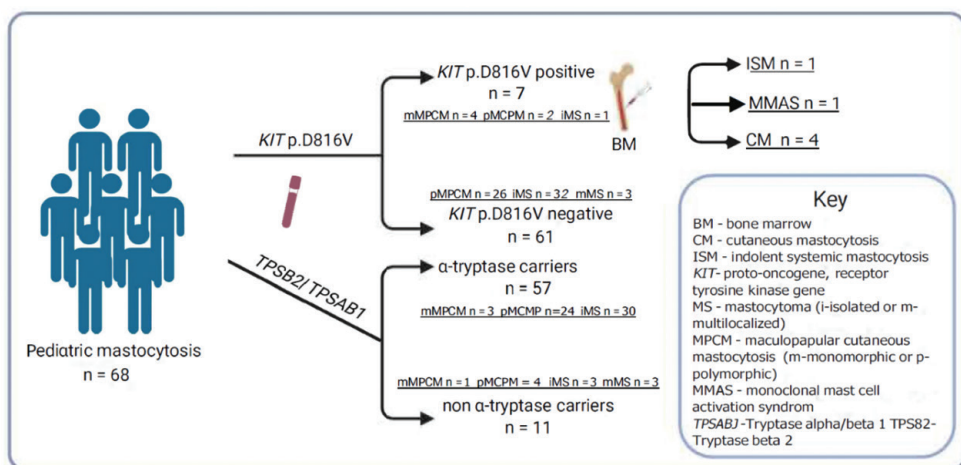 Pediatric mastocytosis
n = 68
KIT p.D816V
TPSB2/TPSAB1
KIT p.D816V positive
n = 7
mMPCM n = 4 pMCPM n = 2 iMS n = 1
BM
ISM n = 1
MMAS n = 1
CM n = 4
pMPCM n = 26 iMS n = 32 mMS n = 3
KIT p.D816V negative
n = 61
α-tryptase carriers
n = 57
mMPCM n = 3 pMCMP n=24 iMS n = 30
mMPCM n = 1 pMCPM = 4 iMS n = 3 mMS n = 3
non α-tryptase carriers
n = 11
Key
BM - bone marrow
CM - cutaneous mastocytosis
ISM - indolent systemic mastocytosis
KIT- proto-oncogene, receptor
tyrosine kinase gene
MS - mastocytoma (i-isolated or m-
multilocalized)
MPCM - maculopapular cutaneous
mastocytosis (m-monomorphic or p-
polymorphic)
MMAS - monoclonal mast cell
activation syndrom
TPSABJ -Tryptase alpha/beta 1 TPS82-
Tryptase beta 2